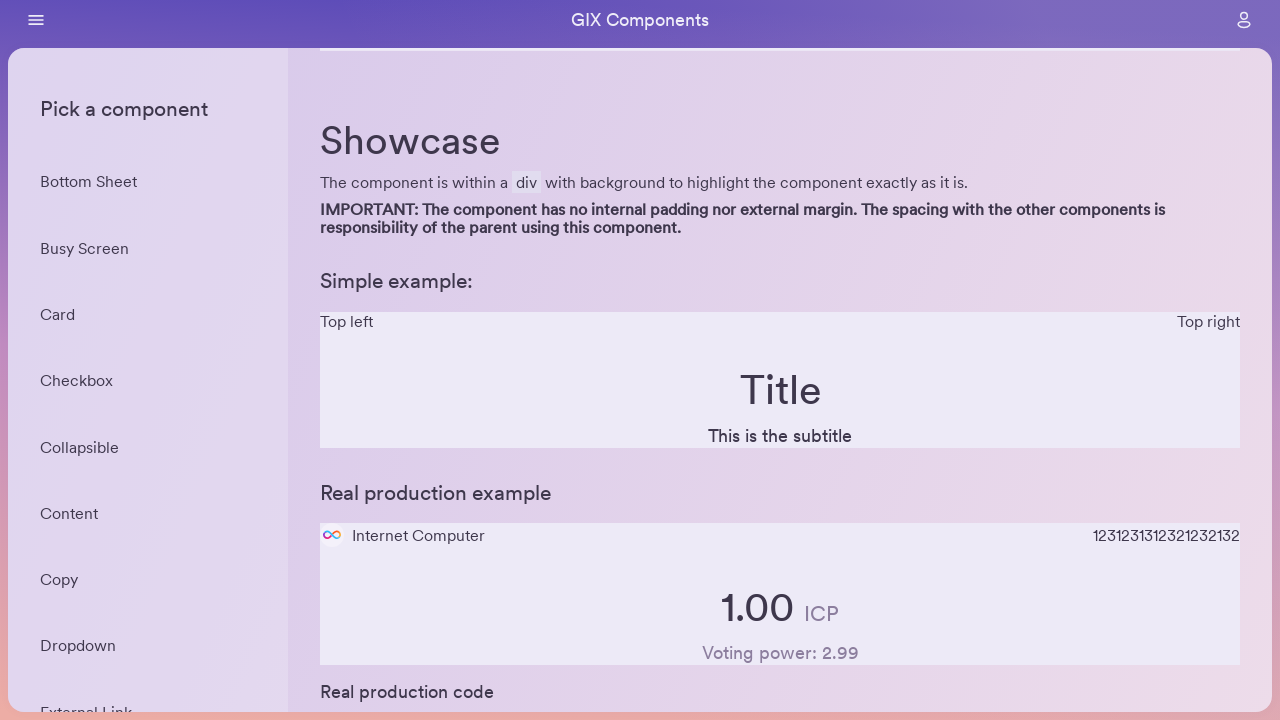 GIX Components
Pick a component
Bottom Sheet
Busy Screen
Card
Checkbox
Collapsible
Content
Copy
Dropdown
External Link
Showcase
The component is within a div with background to highlight the component exactly as it is.
IMPORTANT: The component has no internal padding nor external margin. The spacing with the other components is
responsibility of the parent using this component.
Simple example:
Top left
Top right
Title
This is the subtitle
Real production example
Internet Computer
1231231312321232132
1.00 ICP
Voting power: 2.99
Real production code